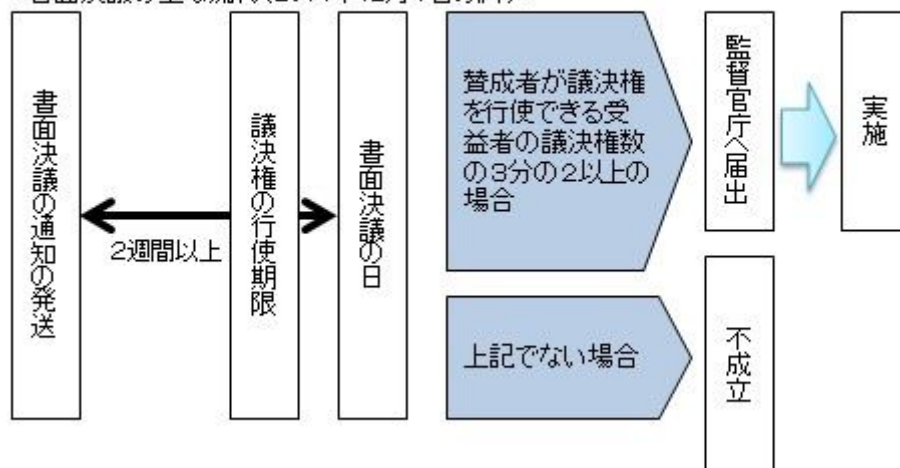 書面決議の通知の発送
2週間以上
議決権の行使期限
書面決議の日
賛成者が議決権
を行使できる受
益者の議決権数
の3分の2以上の
場合
監督官庁へ届出
実施
上記でない場合
不成立